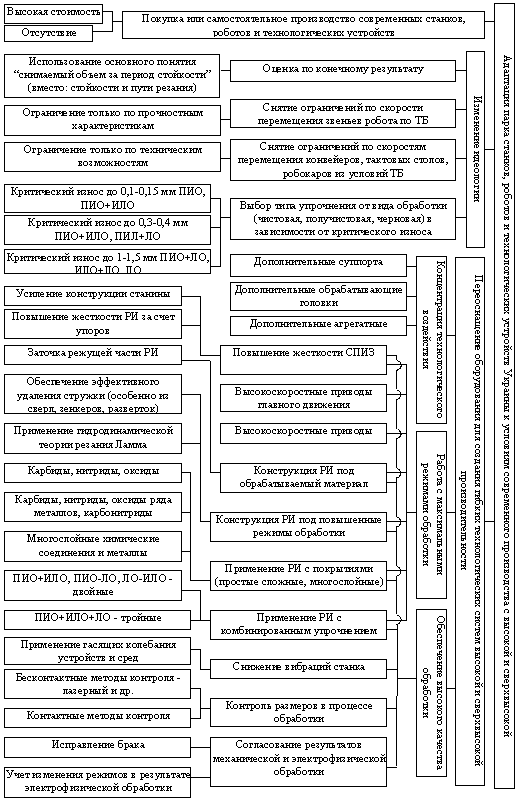 Высокая стоимость
Отсутствие
Покупка или самостоятельное производство современных станков,
роботов и технологических устройств
Адаптация парка станков, роботов и технологических устройств Украины к условиям современного производства с высокой и сверхвысокой
Использование основного понятия
“снимаемый объем за период стойкости”
(вместо: стойкости и пути резания)
Оценка по конечному результату
Изменение идеологии
Ограничение только по прочностным
характеристикам
Снятие ограничений по скорости
перемещения звеньев робота по ТБ
Ограничение только по техническим
возможностям
Снятие ограничений по скоростям
перемещения конвейеров, тактовых столов,
робокаров из условий ТБ
Критический износ до 0,1-0,15 мм ПИО,
ПИО+ИЛО
Критический износ до 0,3-0,4 мм
ПИО+ИЛО, ПИЛ+ЛО
Критический износ до 1-1,5 мм ПИО+ЛО,
ИЛО+ЛО, ЛО
Выбор типа упрочнения от вида обработки
(чистовая, получистовая, черновая) в
зависимости от критического износа
Дополнительные суппорта
Дополнительные обрабатывающие
головки
Дополнительные агрегатные
Концентрация технологического
воздействия
Переоснащение оборудования для создания гибких технологических систем высокой и сверхвысокой
производительности
Усиление конструкции станины
Повышение жесткости РИ за счет
упоров
Заточка режущей части РИ
Обеспечение эффективного
удаления стружки (особенно из
сверл, зенкеров, разверток)
Применение гидродинамической
теории резания Ламма
Карбиды, нитриды, оксиды
Карбиды, нитриды, оксиды ряда
металлов, карбонитриды
Многослойные химические
соединения и металлы
ПИО+ИЛО, ПИО-ЛО, ЛО-ИЛО -
двойные
ПИО+ИЛО+ЛО - тройные
Повышение жесткости СПИЗ
Высокоскоростные приводы
главного движения
Высокоскоростные приводы
Конструкция РИ под
обрабатываемый материал
Конструкция РИ под повышенные
режимы обработки
Применение РИ с покрытиями
(простые сложные, многослойные)
Применение РИ с
комбинированным упрочнением
Работа с максимальными
режимами обработки
Применение гасящих колебания
устройств и сред
Бесконтактные методы контроля -
лазерный и др.
Контактные методы контроля
Исправление брака
Учет изменения режимов в результате
электрофизической обработки
Снижение вибраций станка
Контроль размеров в процессе
обработки
Согласование результатов
механической и электрофизической
обработки
Обеспечение высокого качества
обработки